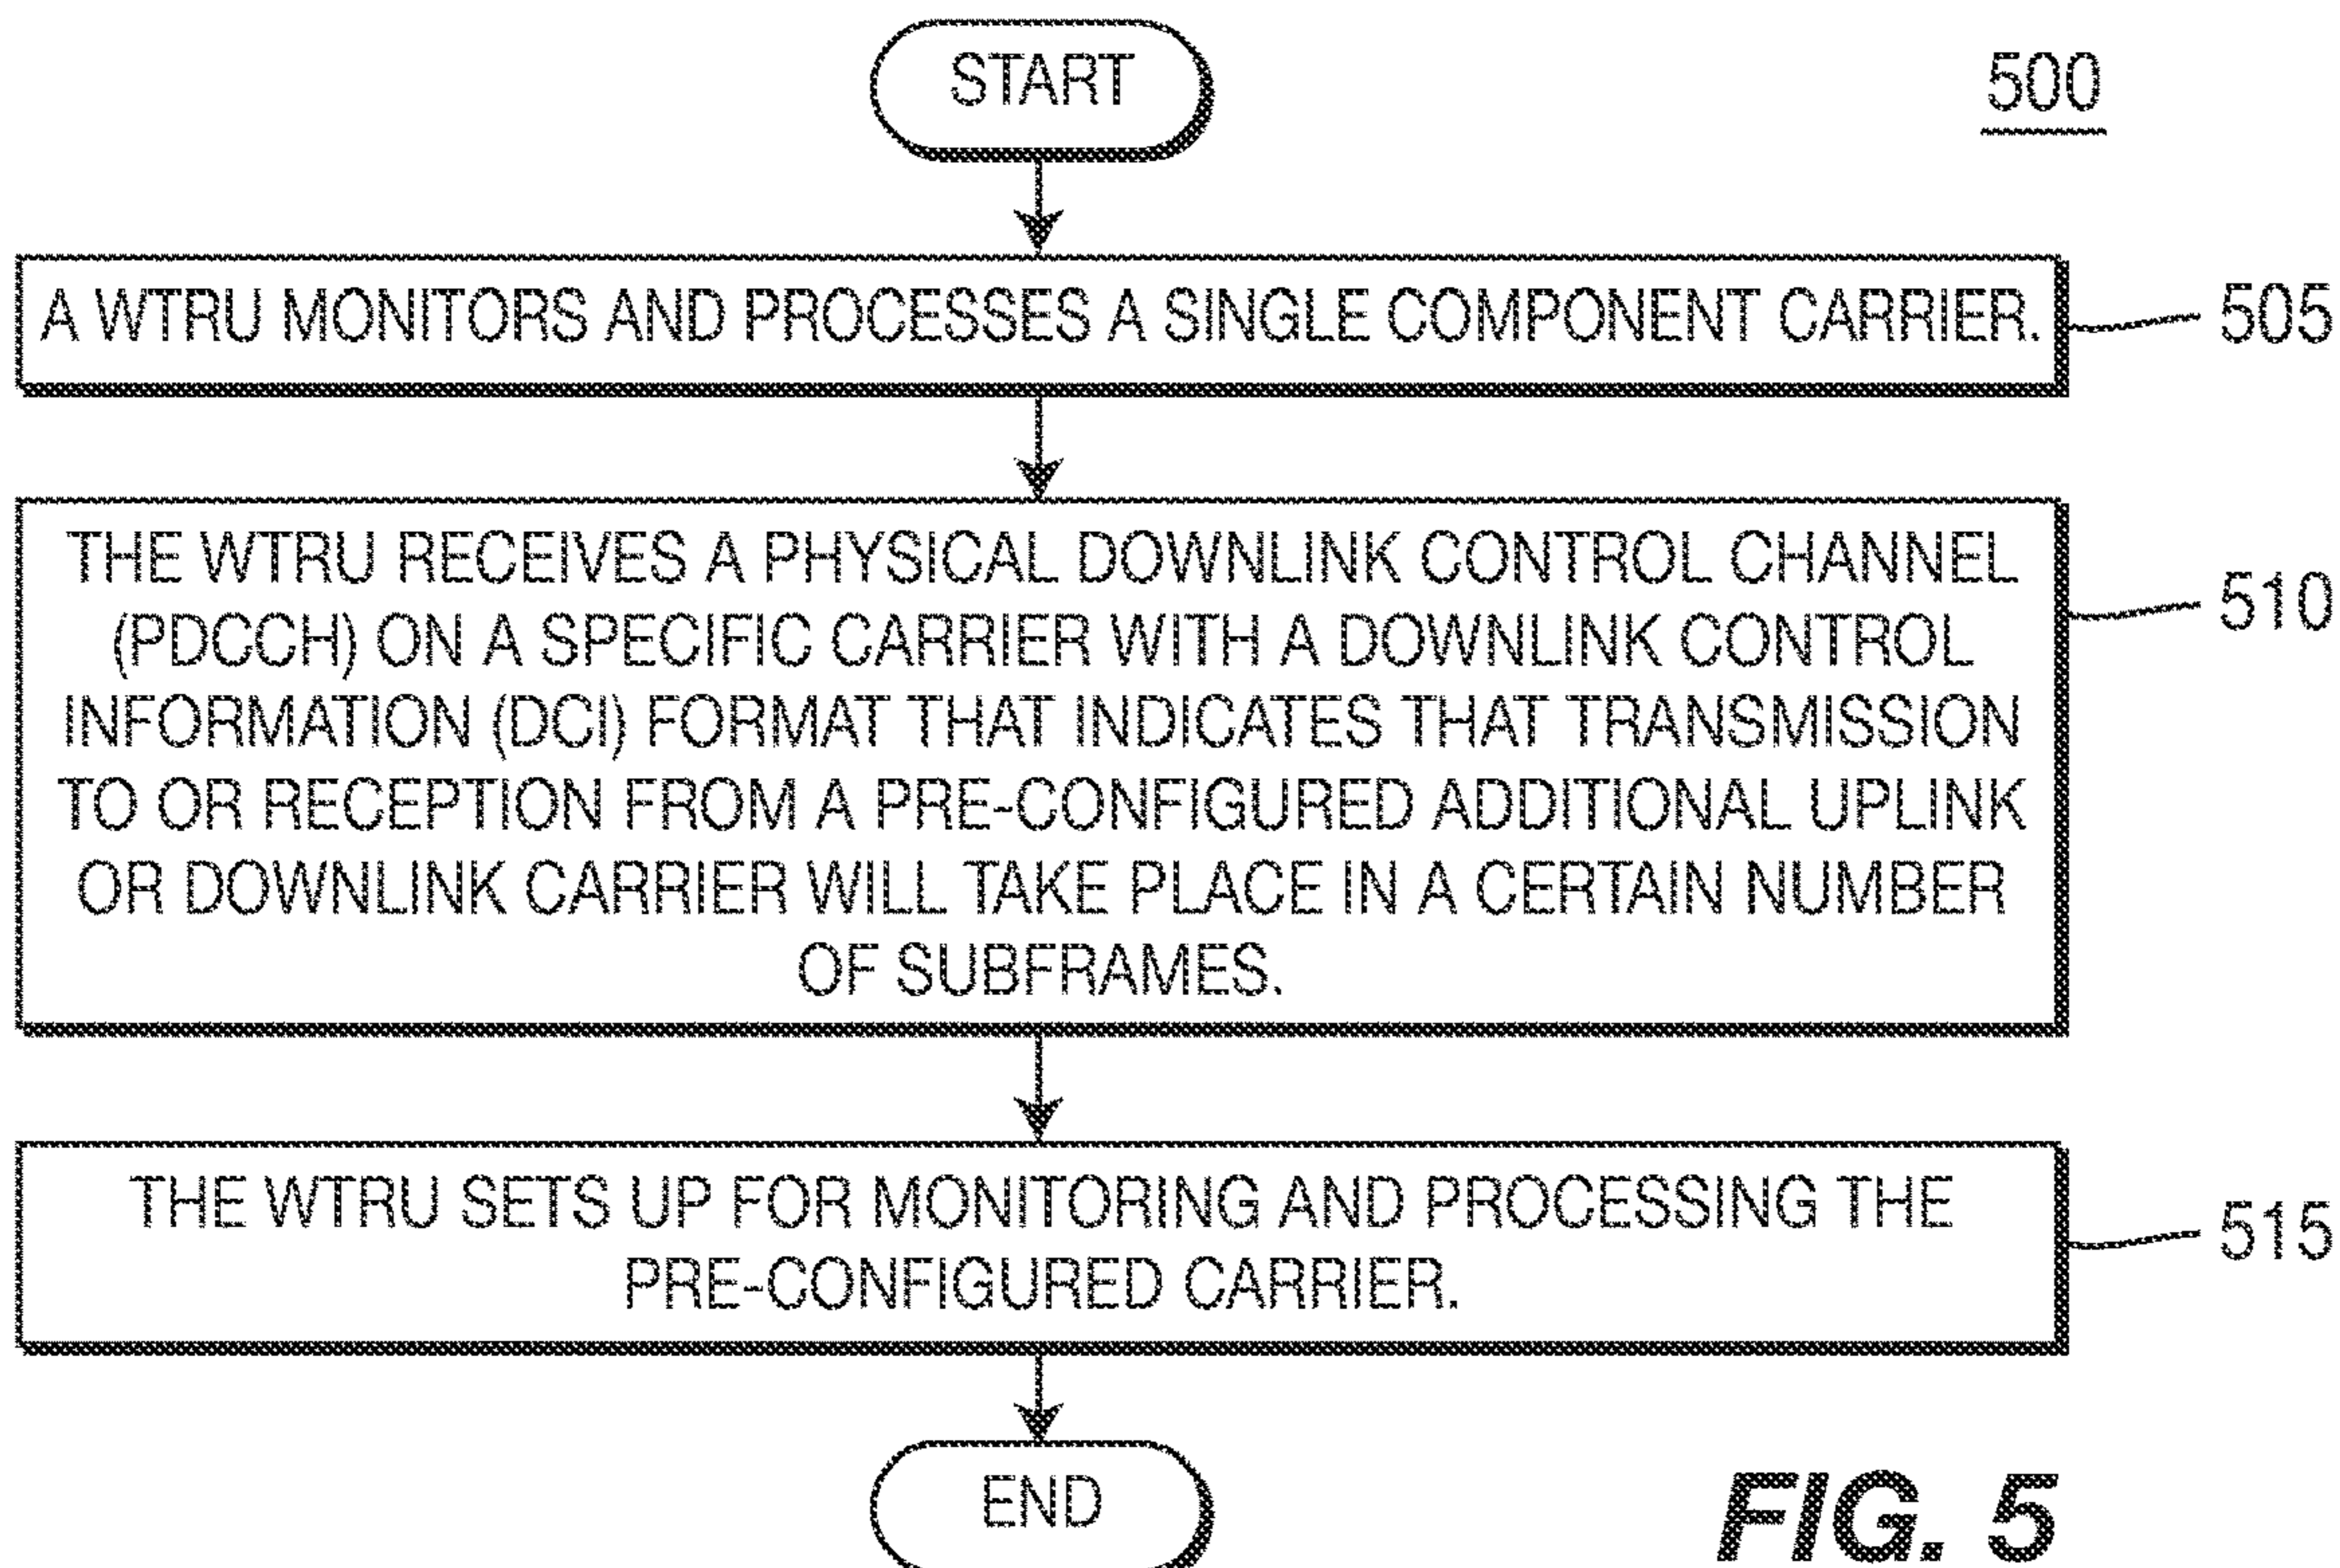 START
500
A WTRU MONITORS AND PROCESSES A SINGLE COMPONENT CARRIER.
505
THE WTRU RECEIVES A PHYSICAL DOWNLINK CONTROL CHANNEL
(PDCCH) ON A SPECIFIC CARRIER WITH A DOWNLINK CONTROL
INFORMATION (DCI) FORMAT THAT INDICATES THAT TRANSMISSION
TO OR RECEPTION FROM A PRE-CONFIGURED ADDITIONAL UPLINK
OR DOWNLINK CARRIER WILL TAKE PLACE IN A CERTAIN NUMBER
OF SUBFRAMES.
510
THE WTRU SETS UP FOR MONITORING AND PROCESSING THE
PRE-CONFIGURED CARRIER.
515
END
FIG. 5